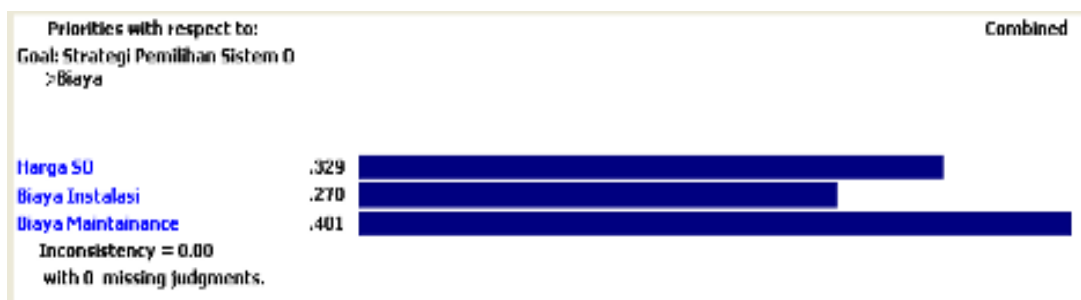 Priorities with respect to: Combined
Goal: Strategi Pemilihan Sistem O
>Biaya
Harga SO .329
Biaya Instalasi .270
Biaya Maintainance .401
Inconsistency = 0.00
with 0 missing judgments.